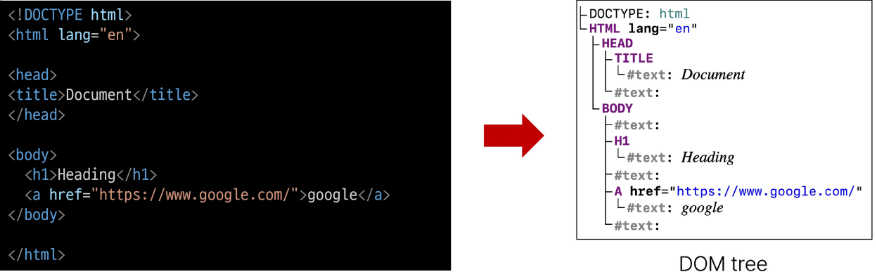 <!DOCTYPE html>
<html lang="en">
<head>
<title>Document</title>
</head>
<body>
<h1>Heading</h1>
<a href="https://www.google.com/">google</a>
</body>
</html>
DOCTYPE: html
HTML lang="en"
HEAD
TITLE
#text: Document
#text:
BODY
#text:
H1
#text: Heading
#text:
A href="https://www.google.com/"
#text: google
#text:
DOM tree